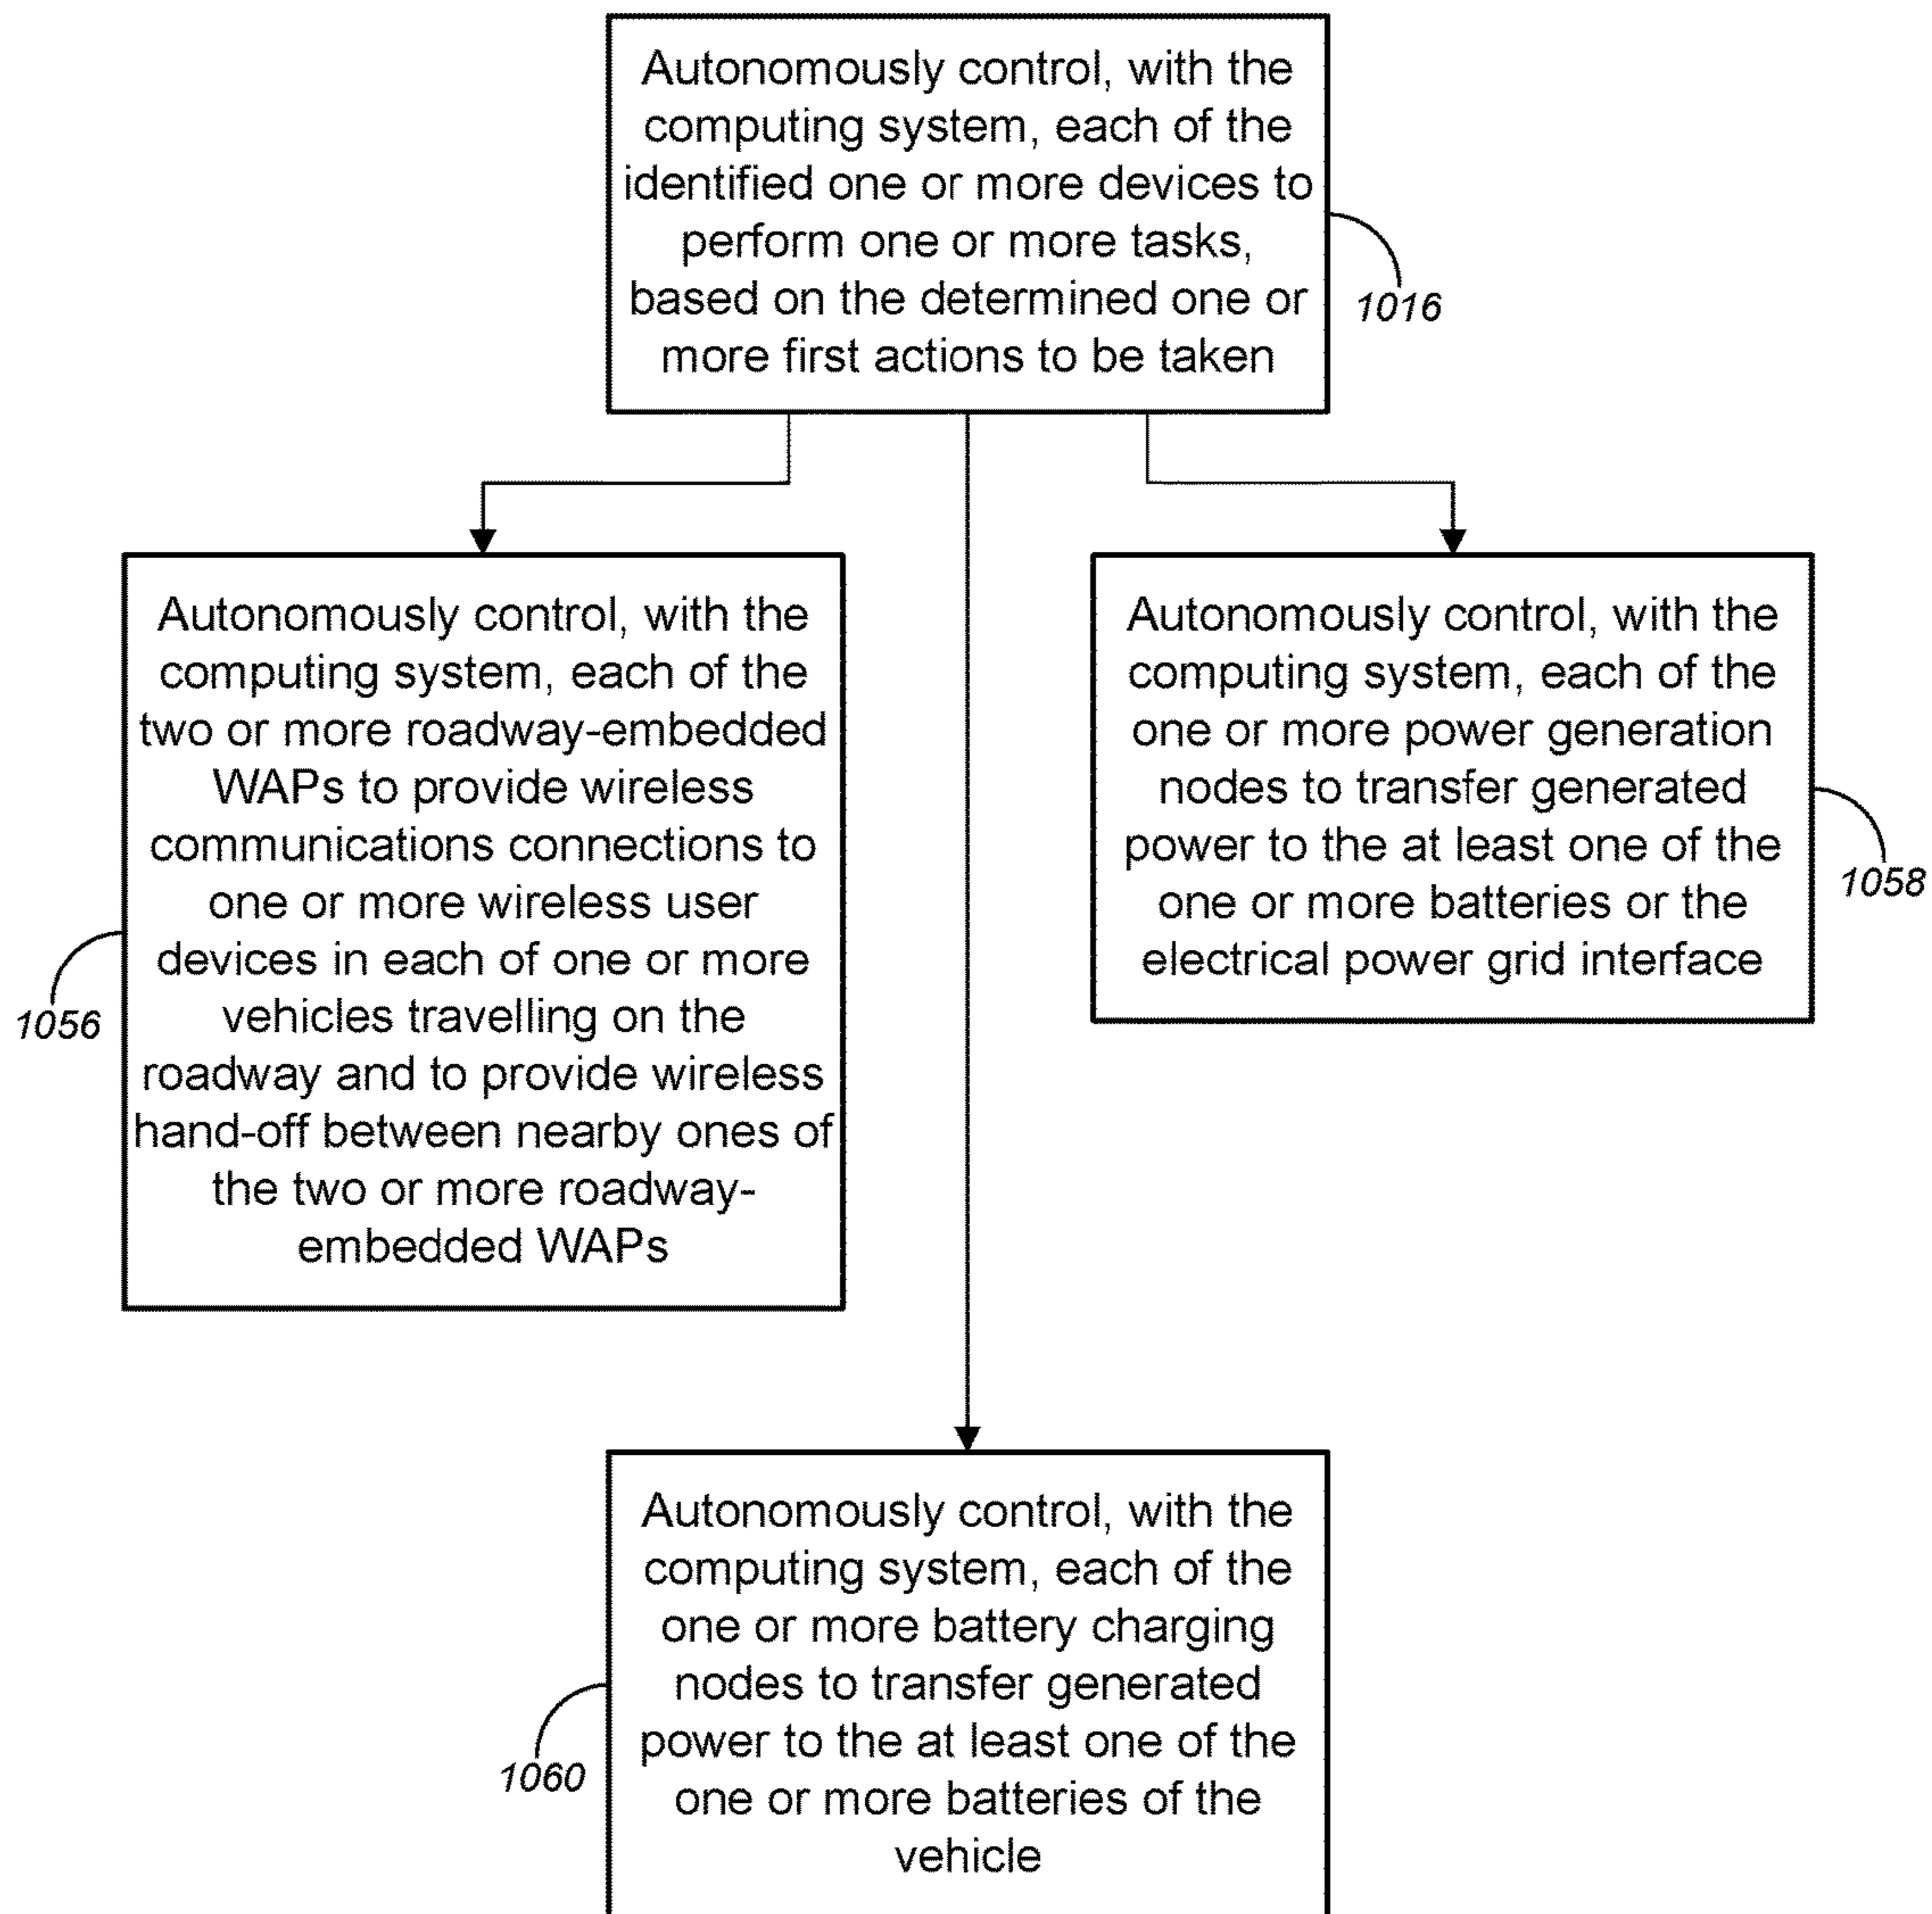 Autonomously control, with the
computing system, each of the
identified one or more devices to
perform one or more tasks,
based on the determined one or
more first actions to be taken
1016
Autonomously control, with the
computing system, each of the
two or more roadway-embedded
WAPs to provide wireless
communications connections to
one or more wireless user
devices in each of one or more
vehicles travelling on the
roadway and to provide wireless
hand-off between nearby ones of
the two or more roadway-
embedded WAPs
1056
Autonomously control, with the
computing system, each of the
one or more power generation
nodes to transfer generated
power to the at least one of the
one or more batteries or the
electrical power grid interface
1058
Autonomously control, with the
computing system, each of the
one or more battery charging
nodes to transfer generated
power to the at least one of the
one or more batteries of the
vehicle
1060